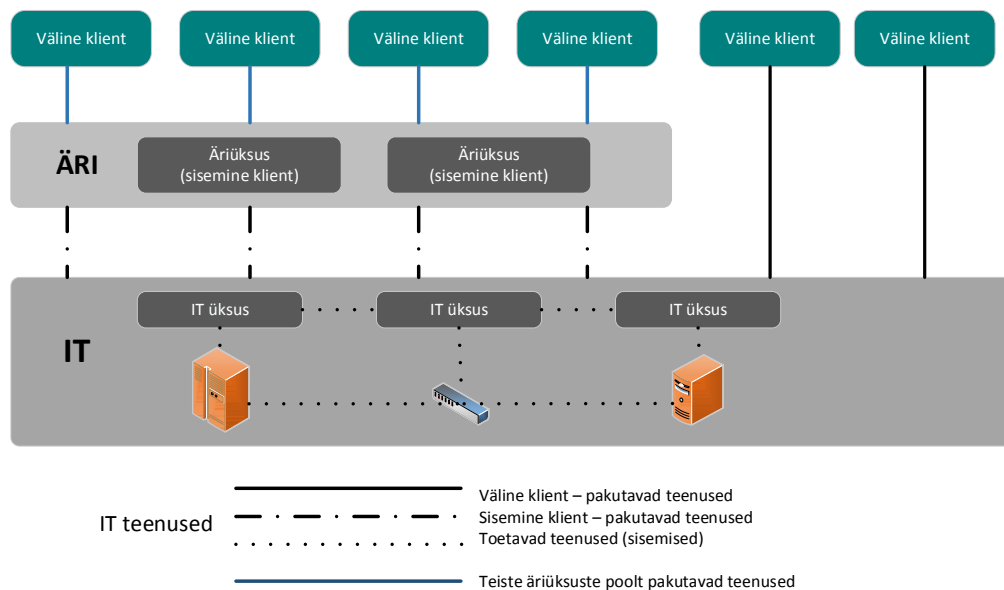 Väline klient
Väline klient
Väline klient
Väline klient
Väline klient
Väline klient
ÄRI
Äriüksus
(sisemine klient)
Äriüksus
(sisemine klient)
IT
IT üksus
IT üksus
IT üksus
IT teenused
Väline klient – pakutavad teenused
Sisemine klient – pakutavad teenused
Toetavad teenused (sisemised)
Teiste äriüksuste poolt pakutavad teenused